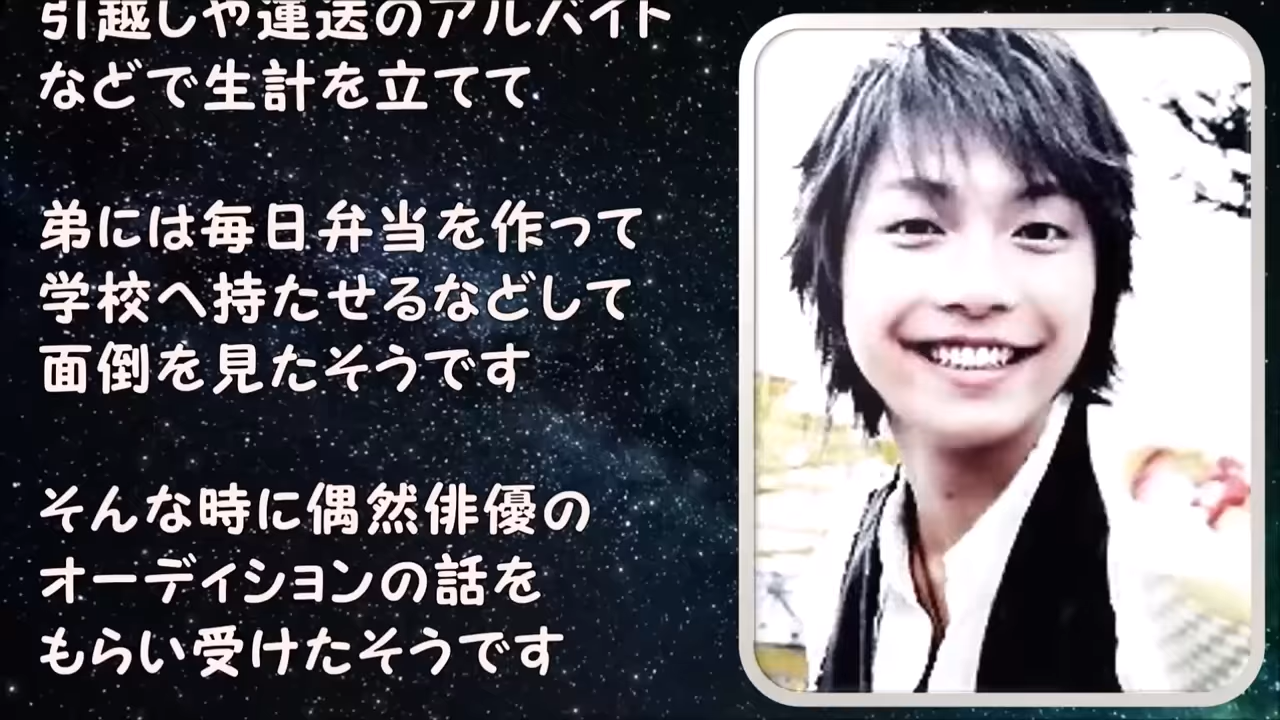 引越しや運送のアルバイト
などで生計を立てて
弟には毎日弁当を作って
学校へ持たせるなどして
面倒を見たそうです
そんな時に偶然俳優の
オーディションの話を
もらい受けたそうです